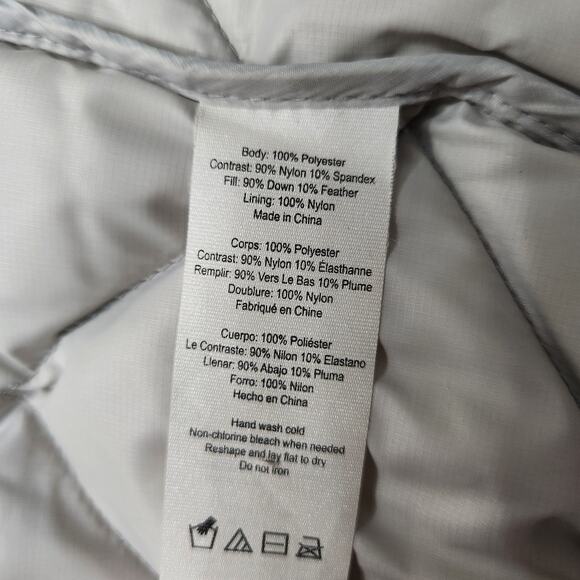 Body: 100% Polyester
Contrast: 90% Nylon 10% Spandex
Fill: 90% Down 10% Feather
Lining: 100% Nylon
Made in China
Corps: 100% Polyester
Contrast: 90% Nylon 10% Élasthanne
Remplir: 90% Vers Le Bas 10% Plume
Doublure: 100% Nylon
Fabriqué en Chine
Cuerpo: 100% Poliéster
Le Contraste: 90% Nilon 10% Elastano
Llenar: 90% Abajo 10% Pluma
Forro: 100% Nilon
Hecho en China
Hand wash cold
Non-chlorine bleach when needed
Reshape and lay flat to dry
Do not iron